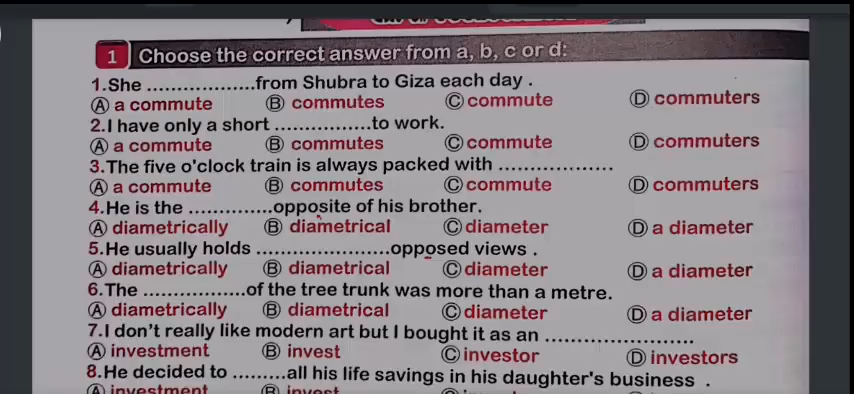 1 Choose the correct answer from a, b, c or d:
1.She ..................from Shubra to Giza each day .
Ⓐ a commute Ⓑ commutes Ⓒ commute Ⓓ commuters
2.I have only a short ................to work.
Ⓐ a commute Ⓑ commutes Ⓒ commute Ⓓ commuters
3.The five o'clock train is always packed with ..................
Ⓐ a commute Ⓑ commutes Ⓒ commute Ⓓ commuters
4.He is the ..............opposite of his brother.
Ⓐ diametrically Ⓑ diametrical Ⓒ diameter Ⓓ a diameter
5.He usually holds ......................opposed views .
Ⓐ diametrically Ⓑ diametrical Ⓒ diameter Ⓓ a diameter
6.The .................of the tree trunk was more than a metre.
Ⓐ diametrically Ⓑ diametrical Ⓒ diameter Ⓓ a diameter
7.I don't really like modern art but I bought it as an ........................
Ⓐ investment Ⓑ invest Ⓒ investor Ⓓ investors
8.He decided to .........all his life savings in his daughter's business .
Ⓐ investment Ⓑ invest